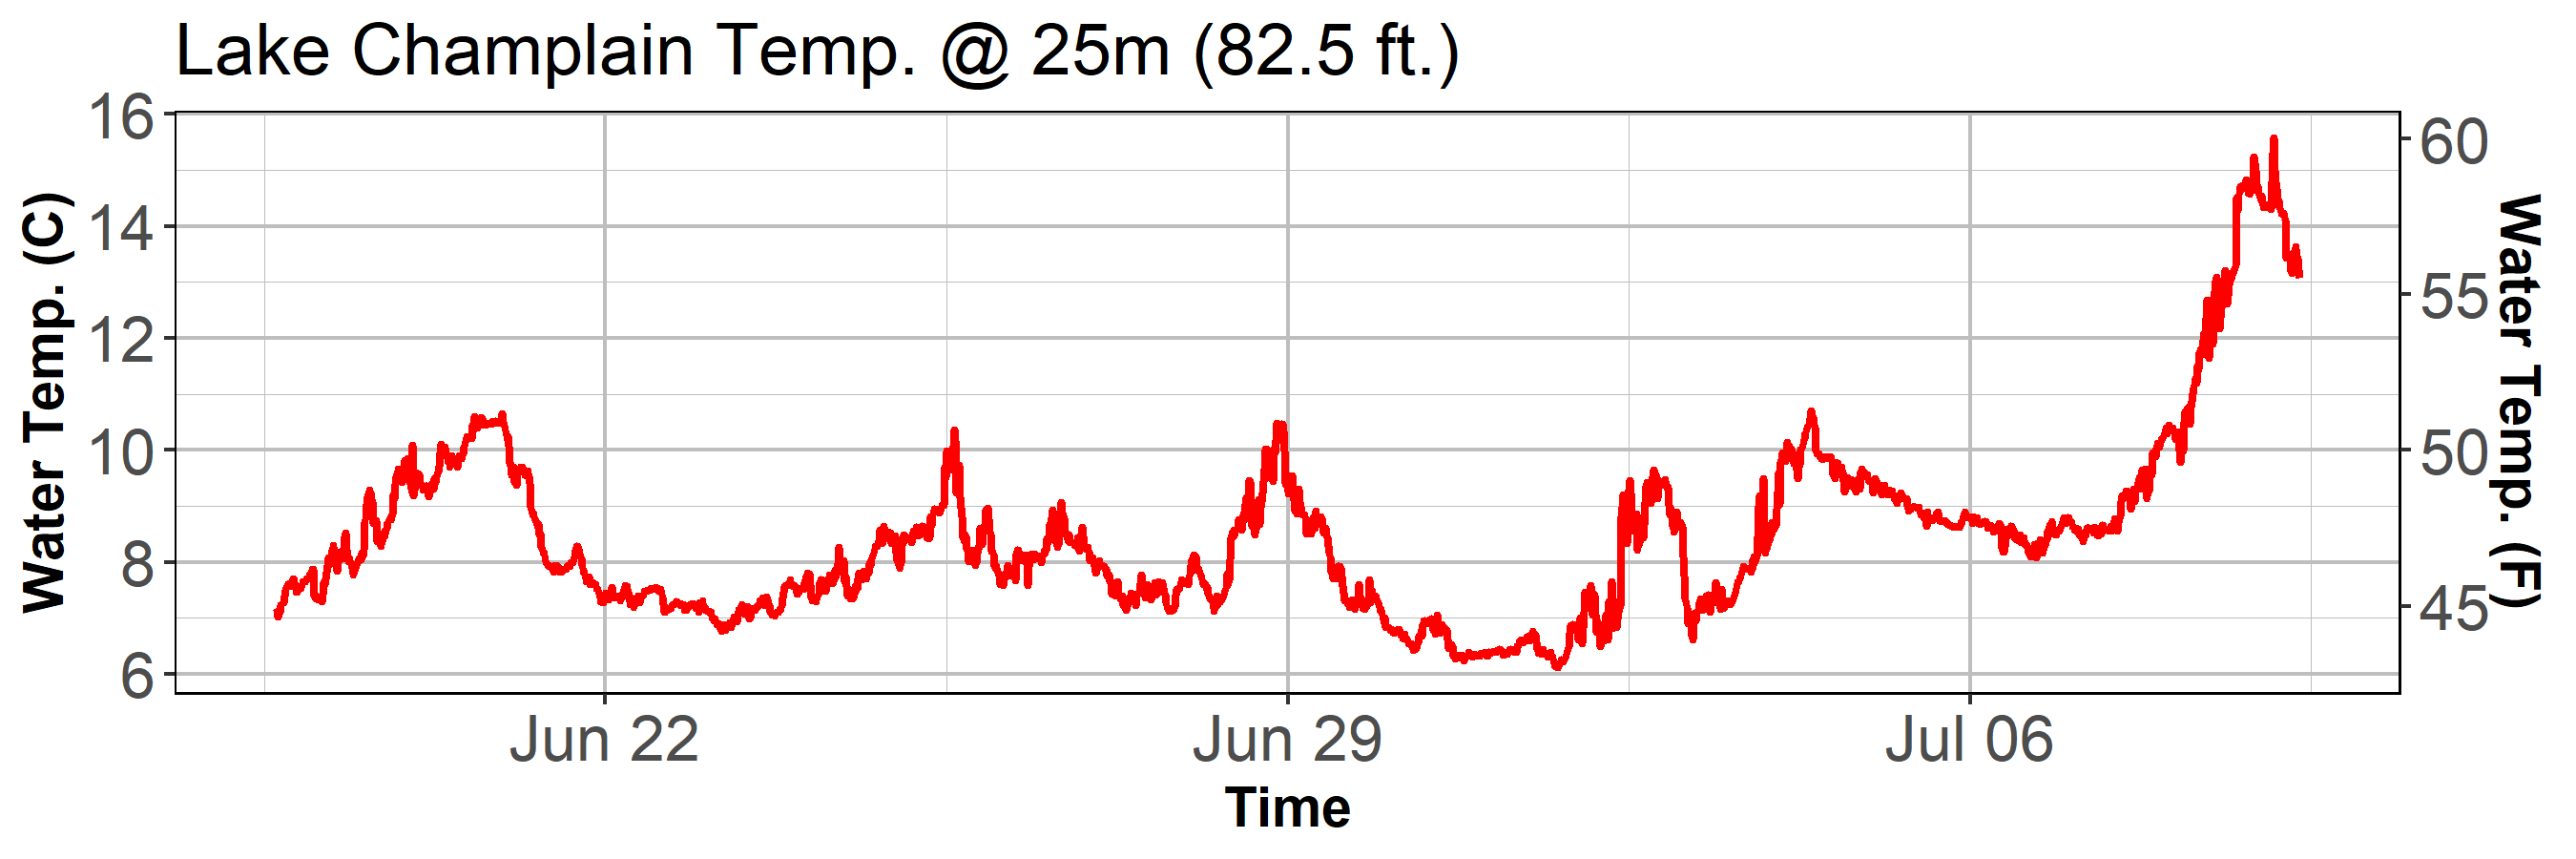 Lake Champlain Temp. @ 25m (82.5 ft.)
16
14
12
10
8
6
Water Temp. (C)
60
55
50
45
Water Temp. (F)
Jun 22
Jun 29
Jul 06
Time